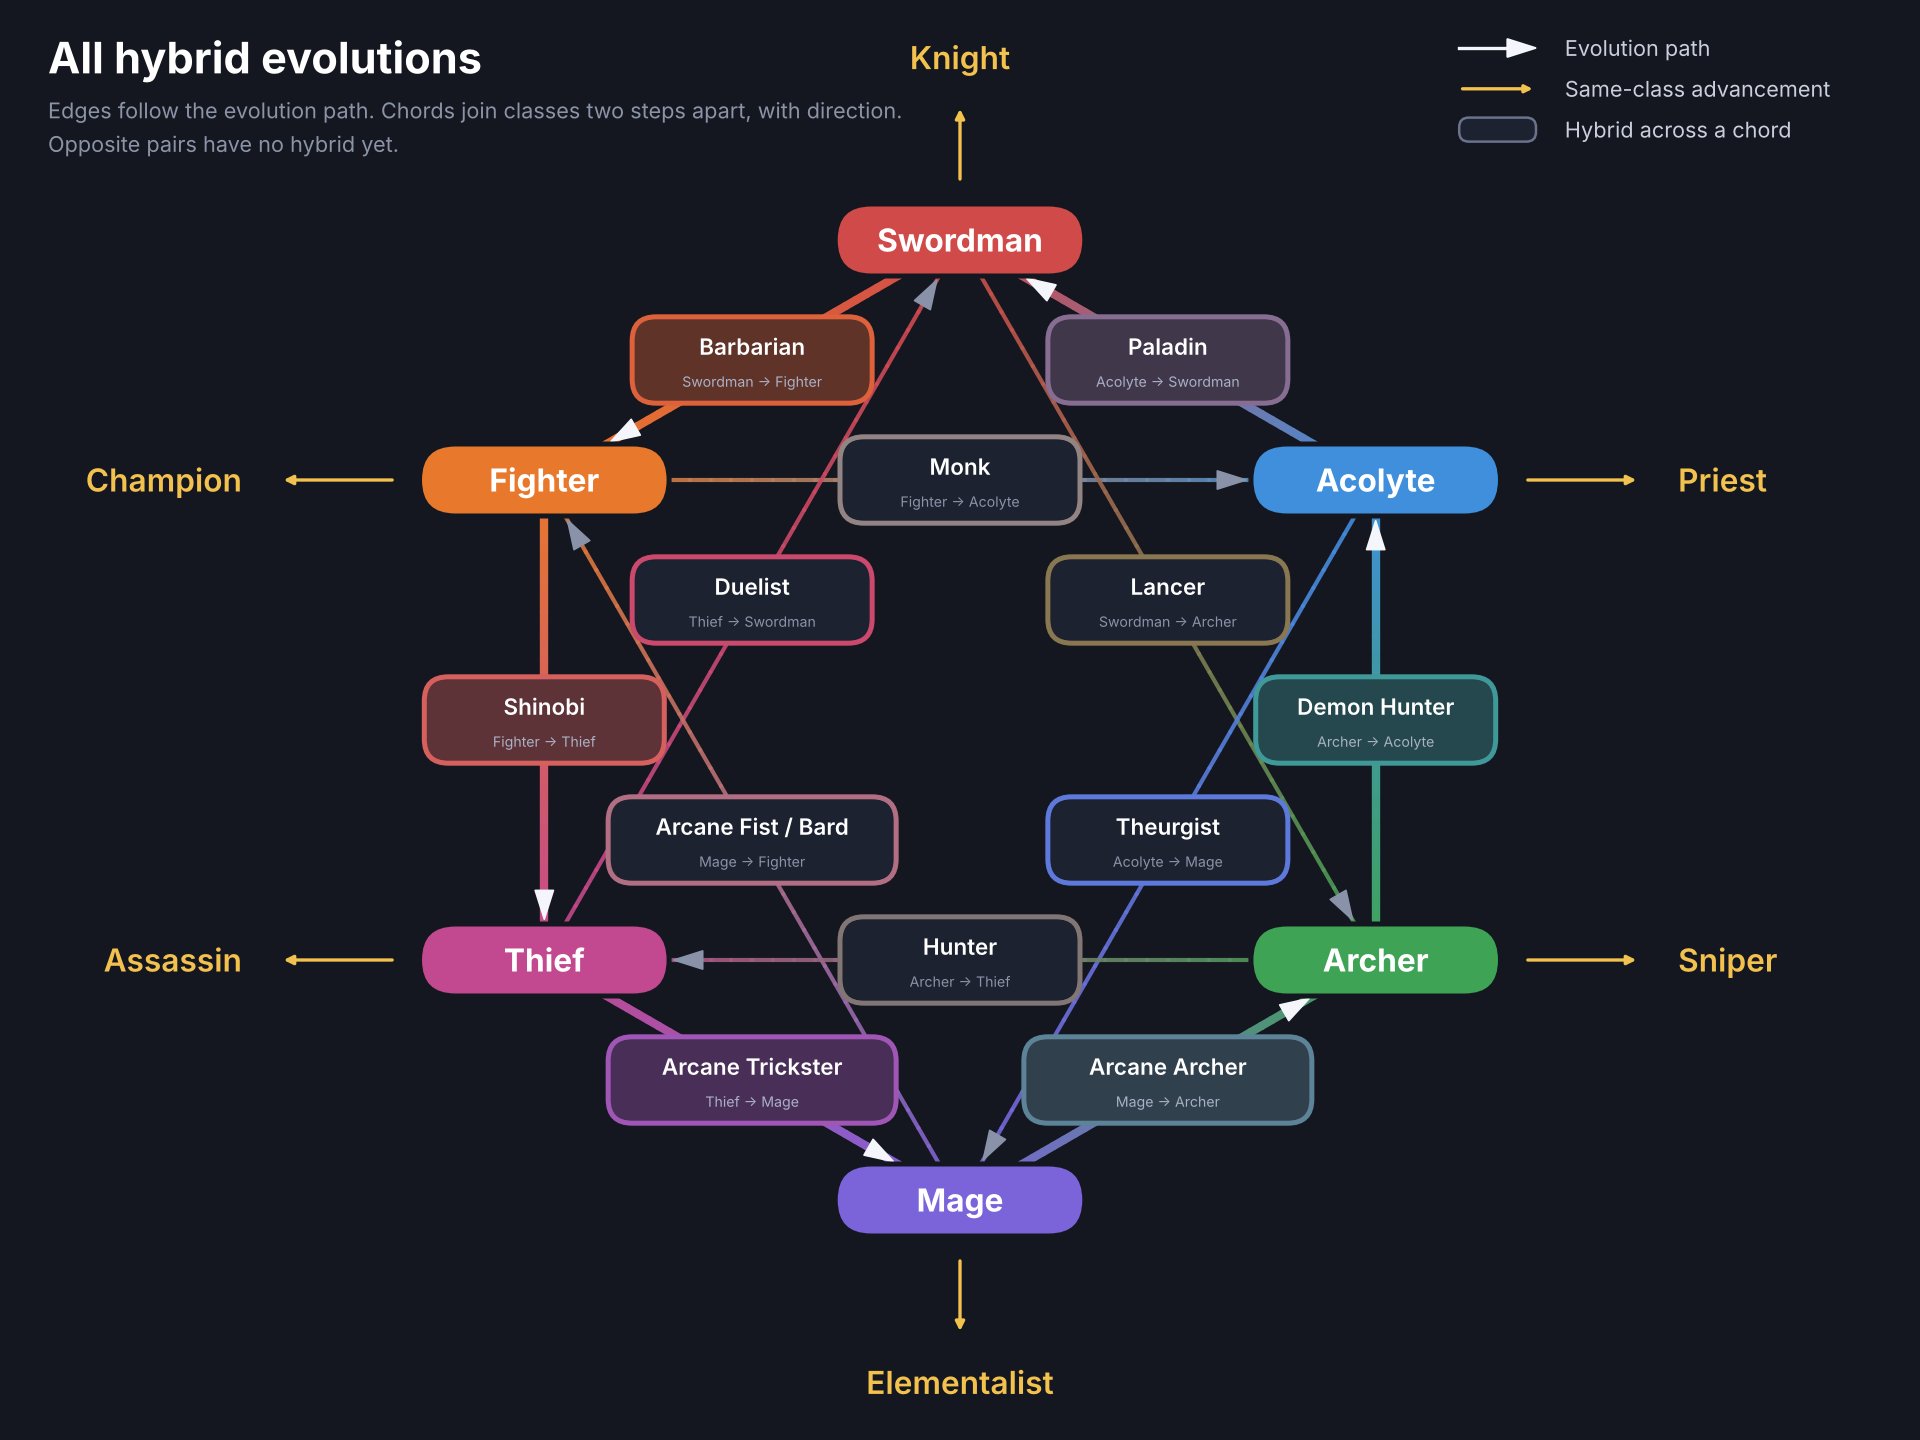 All hybrid evolutions
Edges follow the evolution path. Chords join classes two steps apart, with direction.
Opposite pairs have no hybrid yet.
Evolution path
Same-class advancement
Hybrid across a chord
Knight
Swordman
Barbarian
Swordman → Fighter
Paladin
Acolyte → Swordman
Champion
Fighter
Monk
Fighter → Acolyte
Acolyte
Priest
Duelist
Thief → Swordman
Lancer
Swordman → Archer
Shinobi
Fighter → Thief
Demon Hunter
Archer → Acolyte
Arcane Fist / Bard
Mage → Fighter
Theurgist
Acolyte → Mage
Assassin
Thief
Hunter
Archer → Thief
Archer
Sniper
Arcane Trickster
Thief → Mage
Arcane Archer
Mage → Archer
Mage
Elementalist